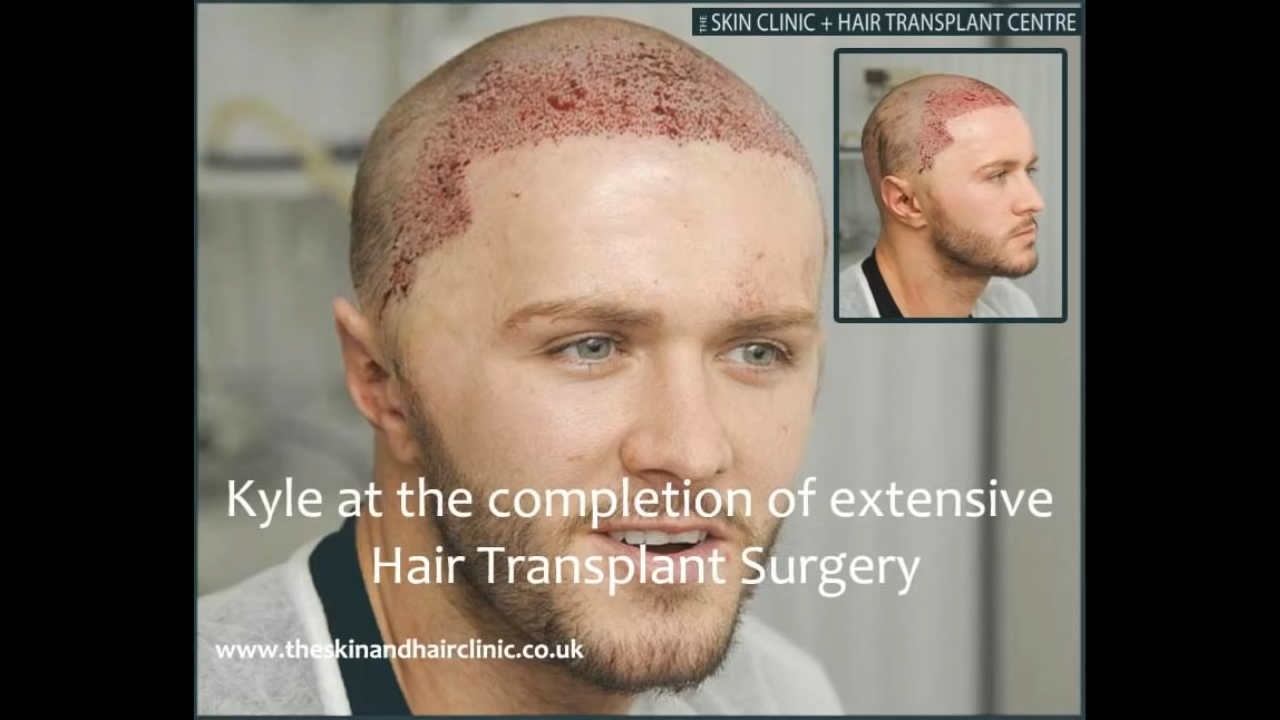 THE SKIN CLINIC + HAIR TRANSPLANT CENTRE
Kyle at the completion of extensive
Hair Transplant Surgery
www.theskinandhairclinic.co.uk